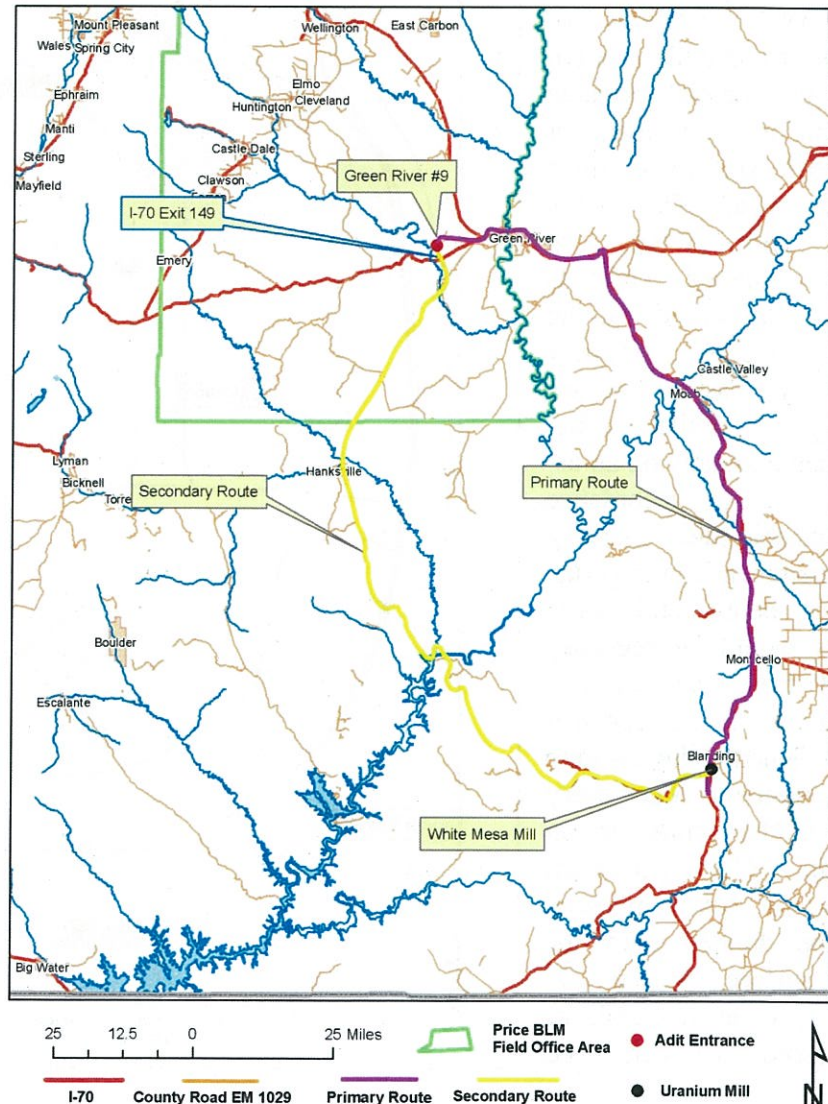 Mount Pleasant
Wellington
East Carbon
Wales
Spring City
Elmo
Cleveland
Huntington
Ephraim
Manti
Castle Dale
Sterling
Mayfield
Clawson
Green River #9
I-70 Exit 149
Green River
Emery
Castle Valley
Moab
Lyman
Bicknell
Torre
Hanksville
Secondary Route
Primary Route
Boulder
Monticello
Escalante
Blanding
White Mesa Mill
Big Water
25 12.5 0 25 Miles
Price BLM
Field Office Area
Adit Entrance
I-70
County Road EM 1029
Primary Route
Secondary Route
Uranium Mill
N